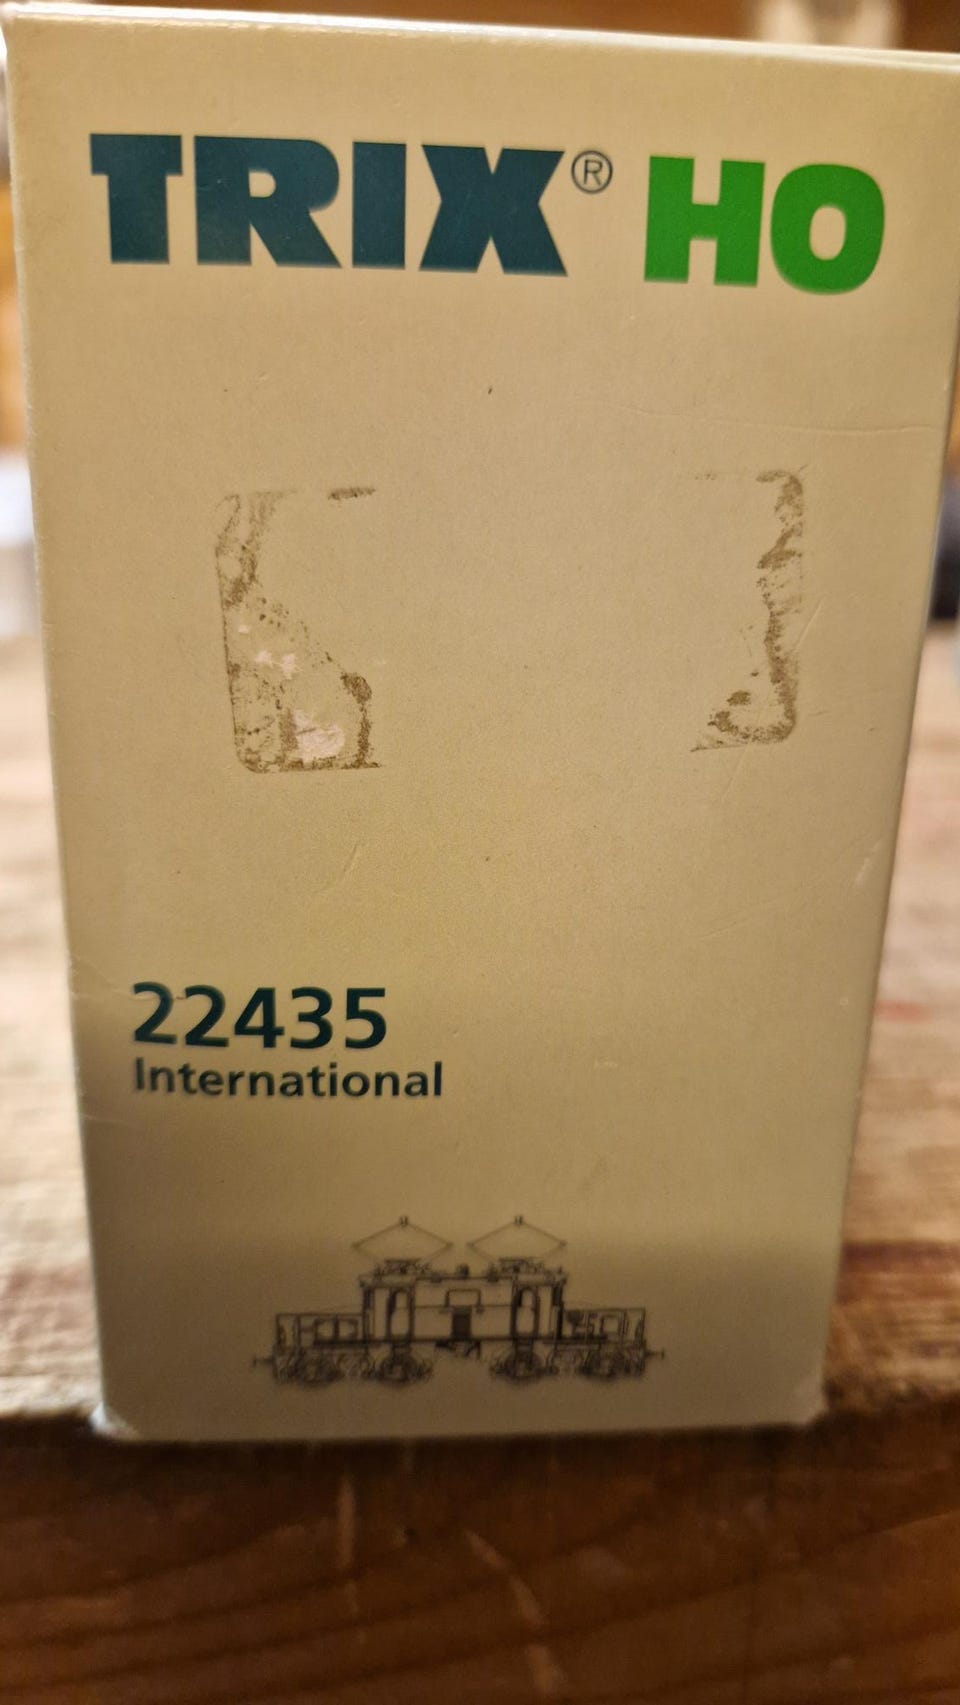 TRIX® HO
22435
International